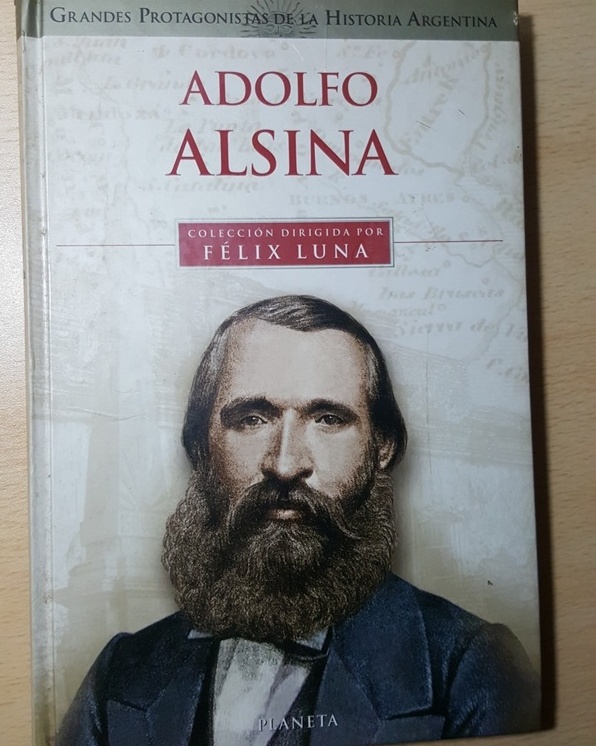 GRANDES PROTAGONISTAS DE LA HISTORIA ARGENTINA
ADOLFO
ALSINA
COLECCIÓN DIRIGIDA POR
FÉLIX LUNA
PLANETA